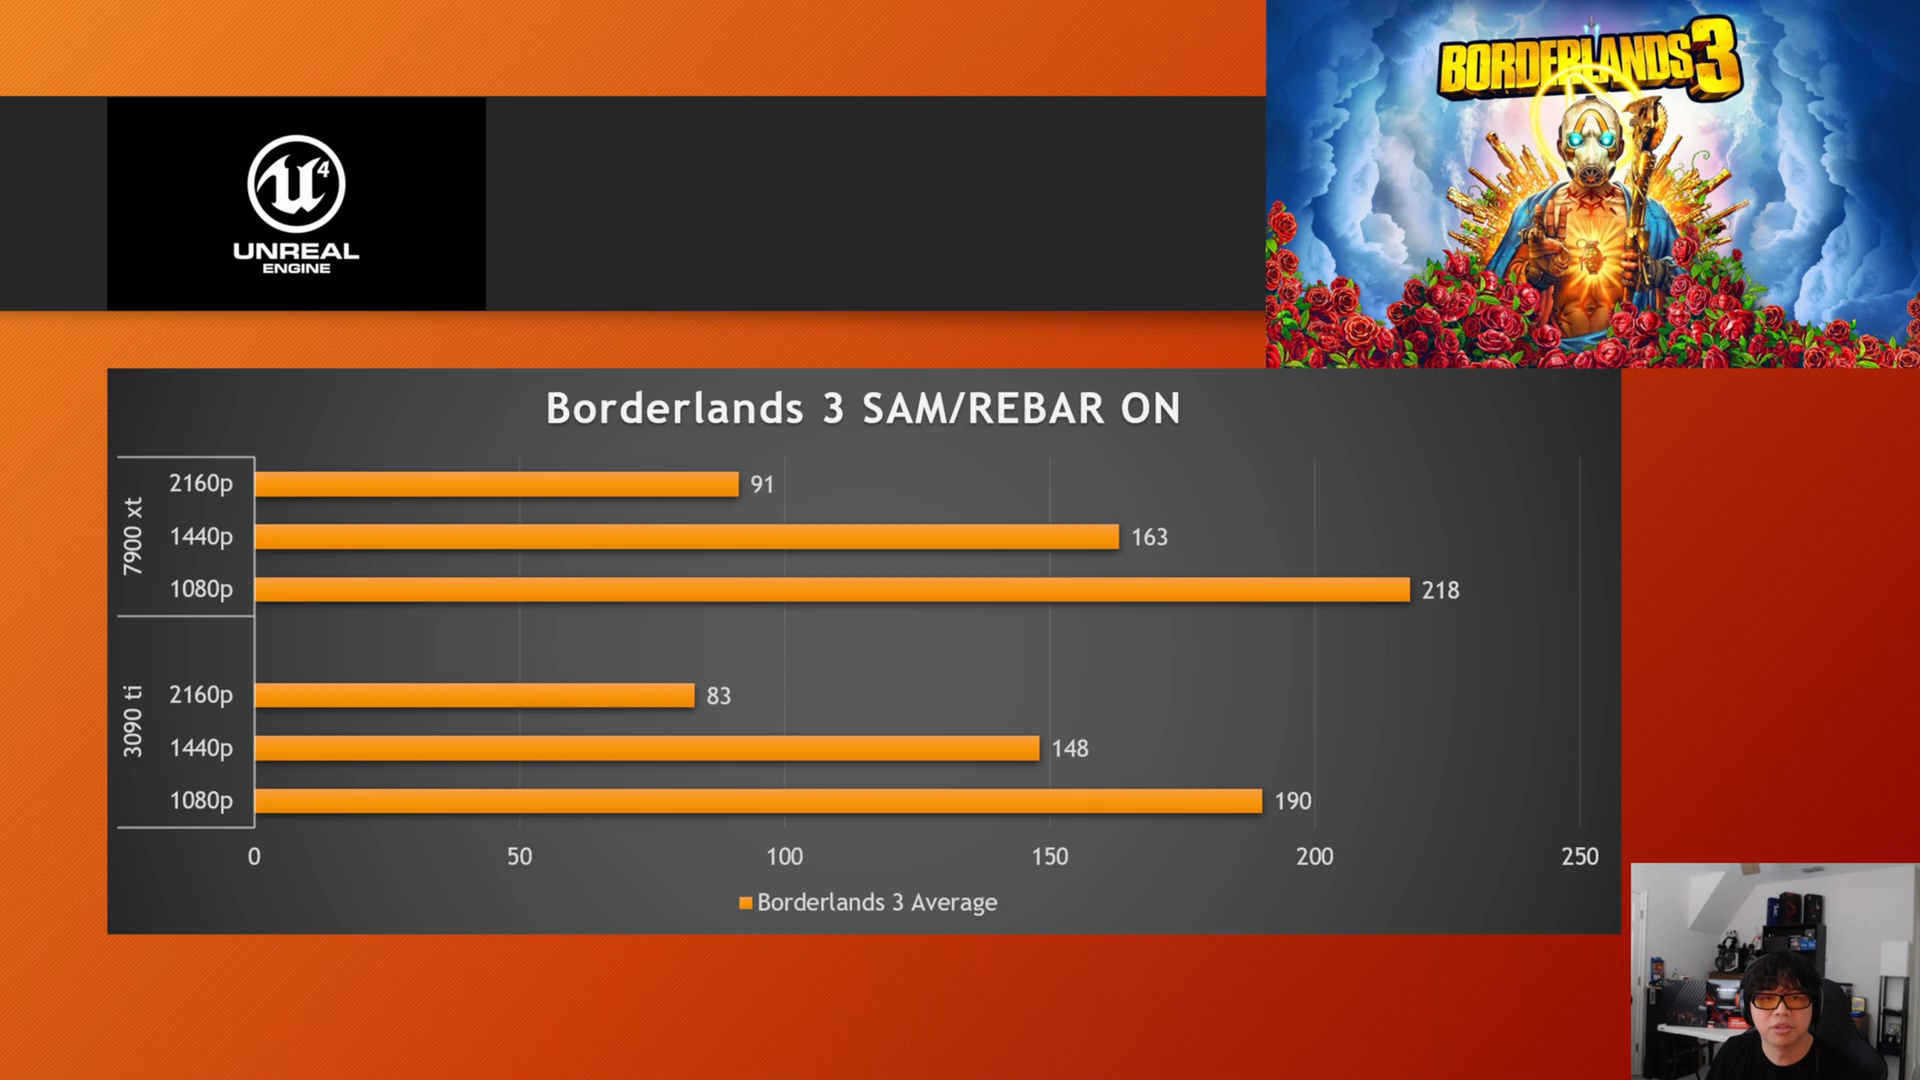 BORDERLANDS 3
4
UNREAL
ENGINE
Borderlands 3 SAM/REBAR ON
7900 xt
2160p 91
1440p 163
1080p 218
3090 ti
2160p 83
1440p 148
1080p 190
0 50 100 150 200 250
Borderlands 3 Average